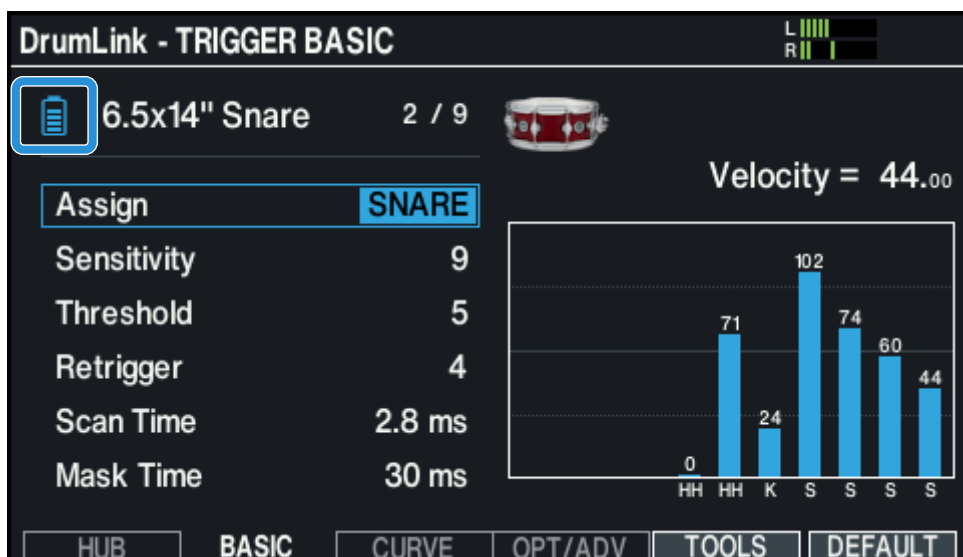 DrumLink - TRIGGER BASIC
L
R
6.5x14" Snare 2 / 9
Velocity = 44.00
Assign SNARE
Sensitivity 9
Threshold 5
Retrigger 4
Scan Time 2.8 ms
Mask Time 30 ms
0 71 24 102 74 60 44
HH HH K S S S S
HUB BASIC CURVE OPT/ADV TOOLS DEFAULT